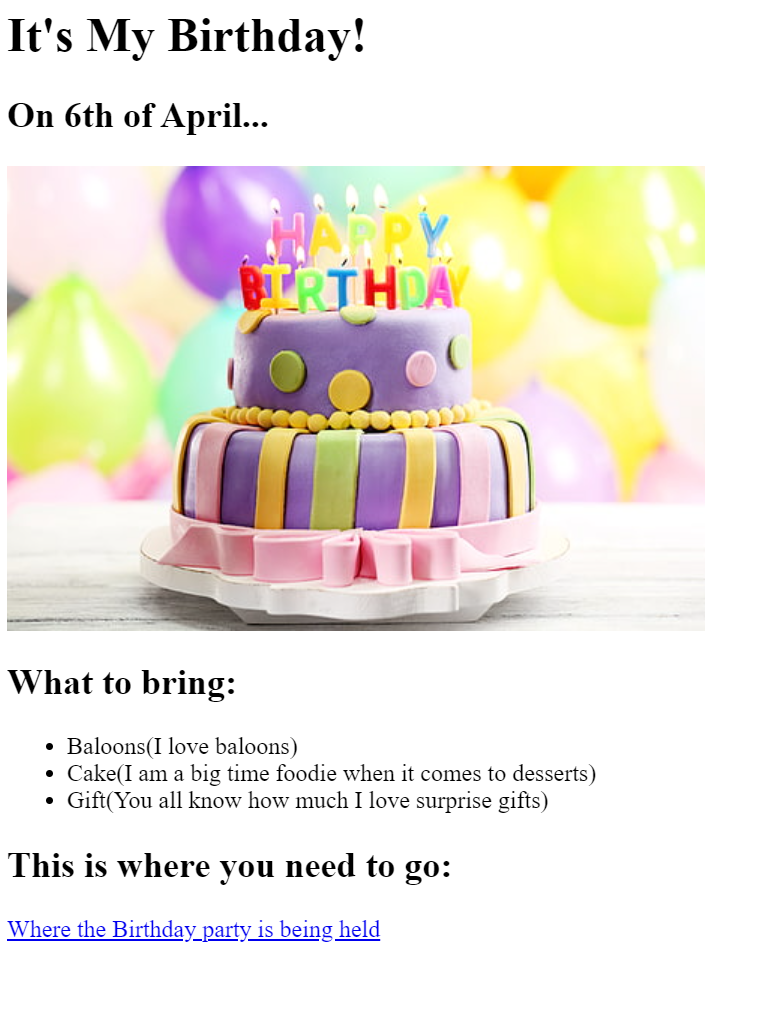 It's My Birthday!
On 6th of April...
HAPPY
BIRTHDAY
What to bring:
Baloons(I love baloons)
Cake(I am a big time foodie when it comes to desserts)
Gift(You all know how much I love surprise gifts)
This is where you need to go:
Where the Birthday party is being held